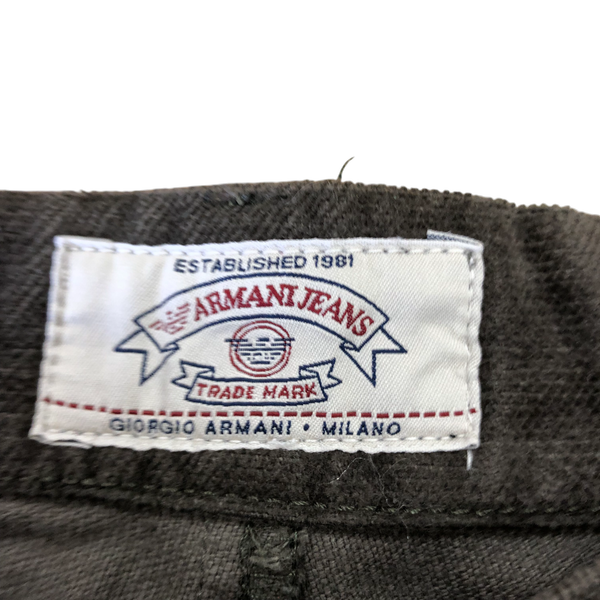 ESTABLISHED 1981
ARMANI JEANS
TRADE MARK
GIORGIO ARMANI • MILANO